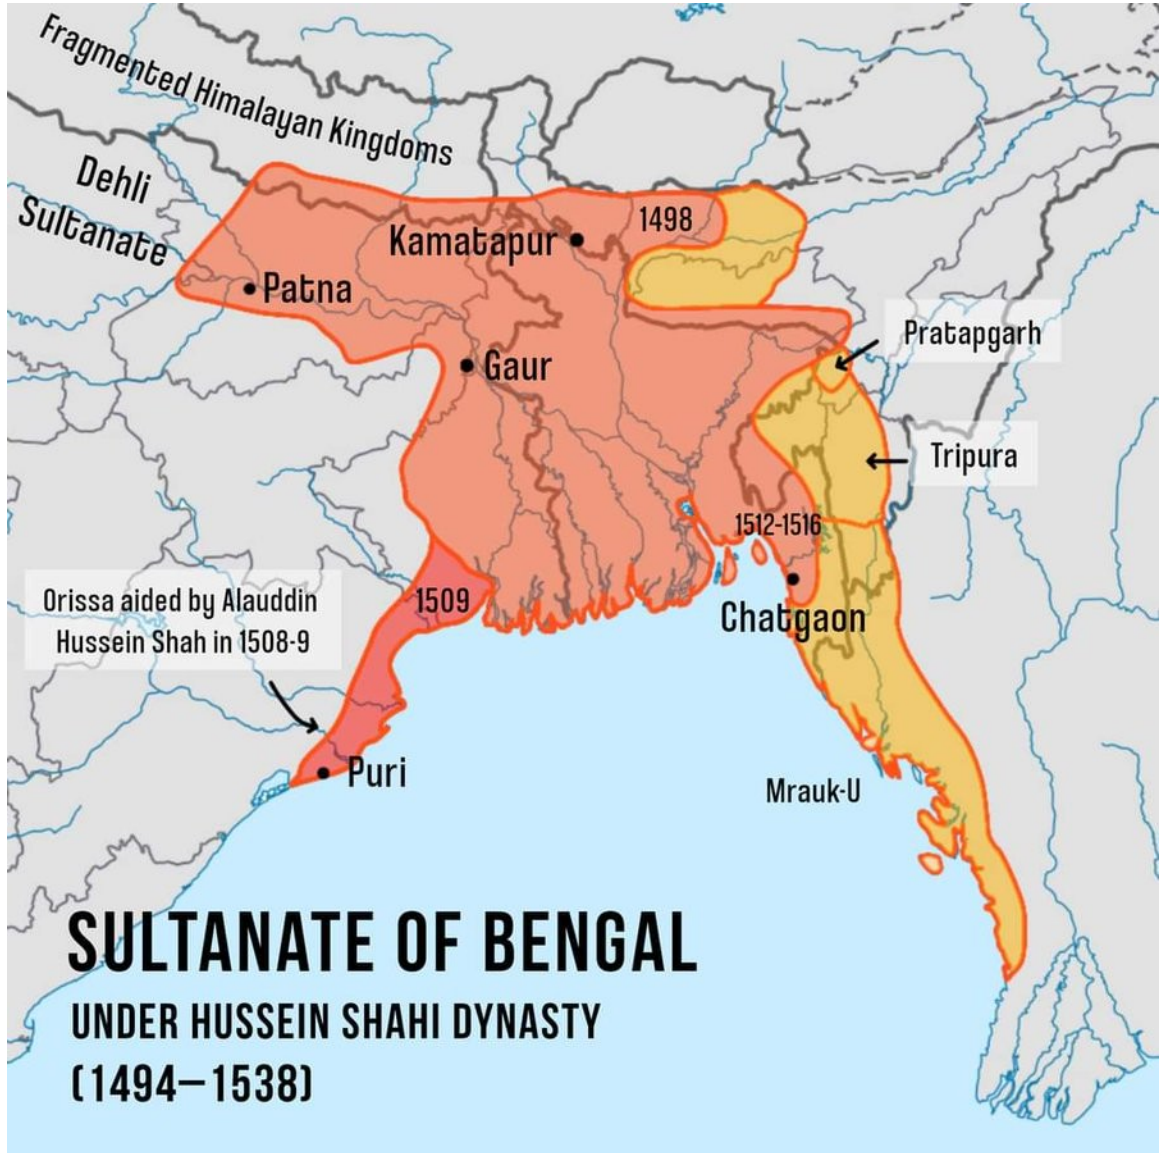 Fragmented Himalayan Kingdoms
Dehli
Sultanate
1498
Kamatapur
Patna
Pratapgarh
Gaur
Tripura
1512-1516
1509
Orissa aided by Alauddin
Hussein Shah in 1508-9
Chatgaon
Puri
Mrauk-U
SULTANATE OF BENGAL
UNDER HUSSEIN SHAHI DYNASTY
(1494–1538)